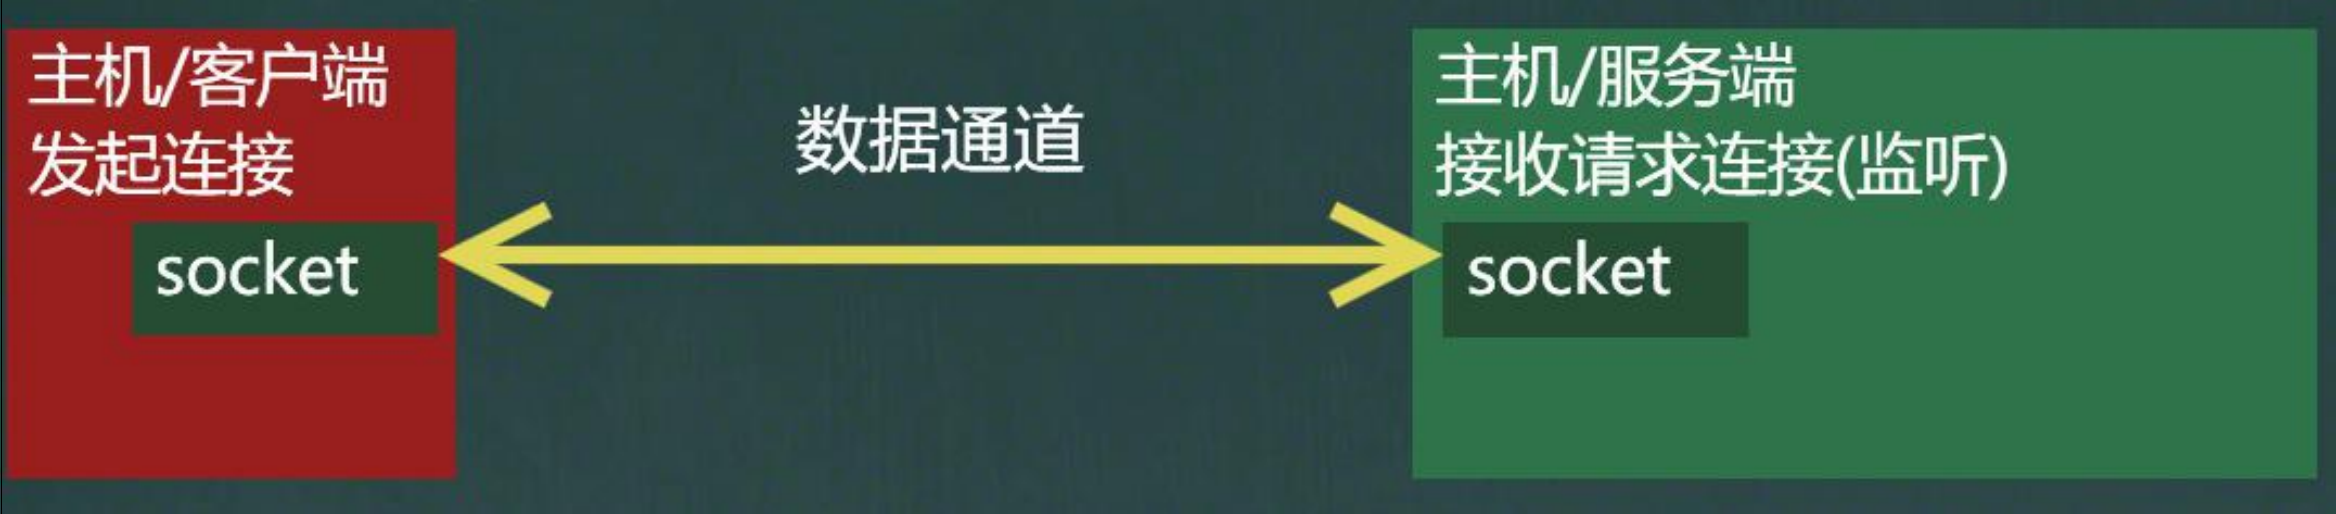 主机/客户端
发起连接
socket
数据通道
主机/服务端
接收请求连接(监听)
socket